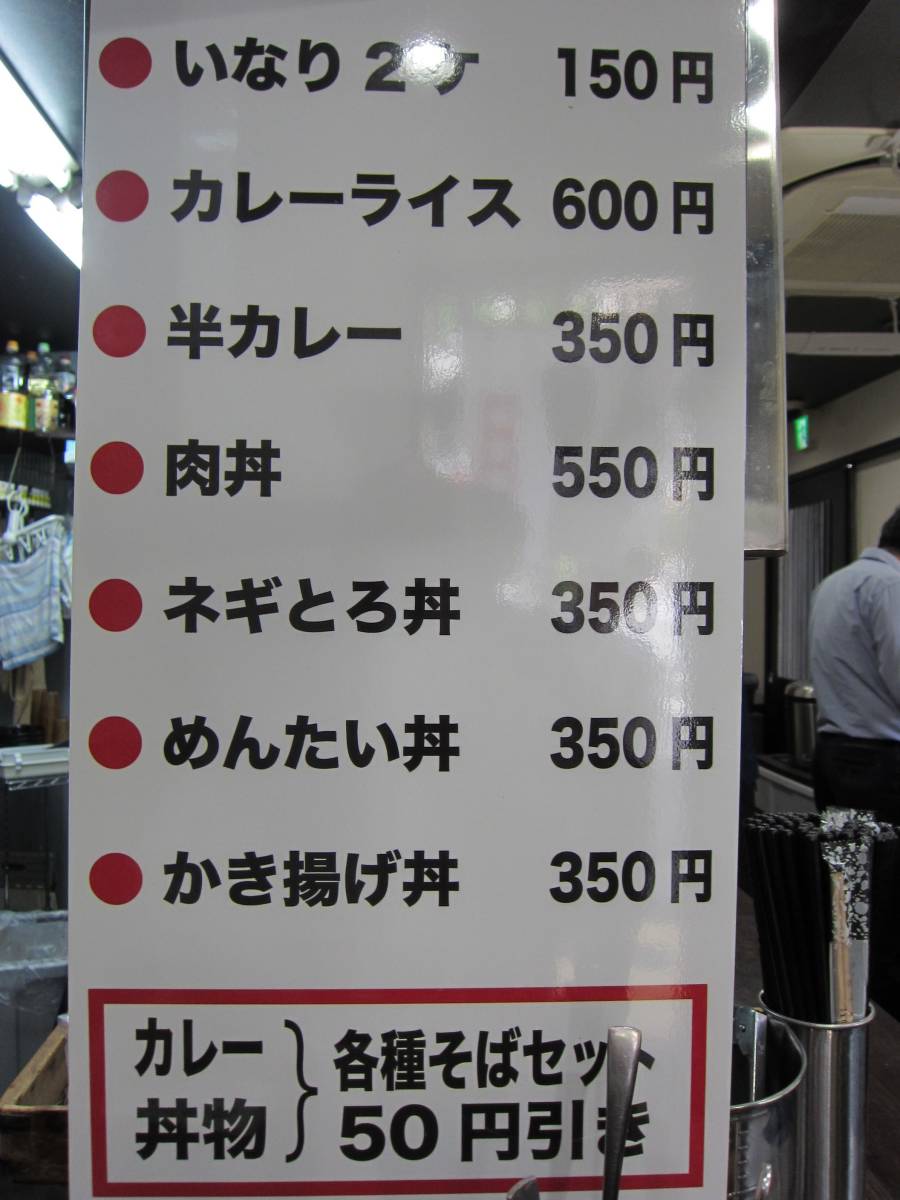 いなり2ケ 150円
カレーライス 600円
半カレー 350円
肉丼 550円
ネギとろ丼 350円
めんたい丼 350円
かき揚げ丼 350円
カレー
丼物
各種そばセット
50円引き